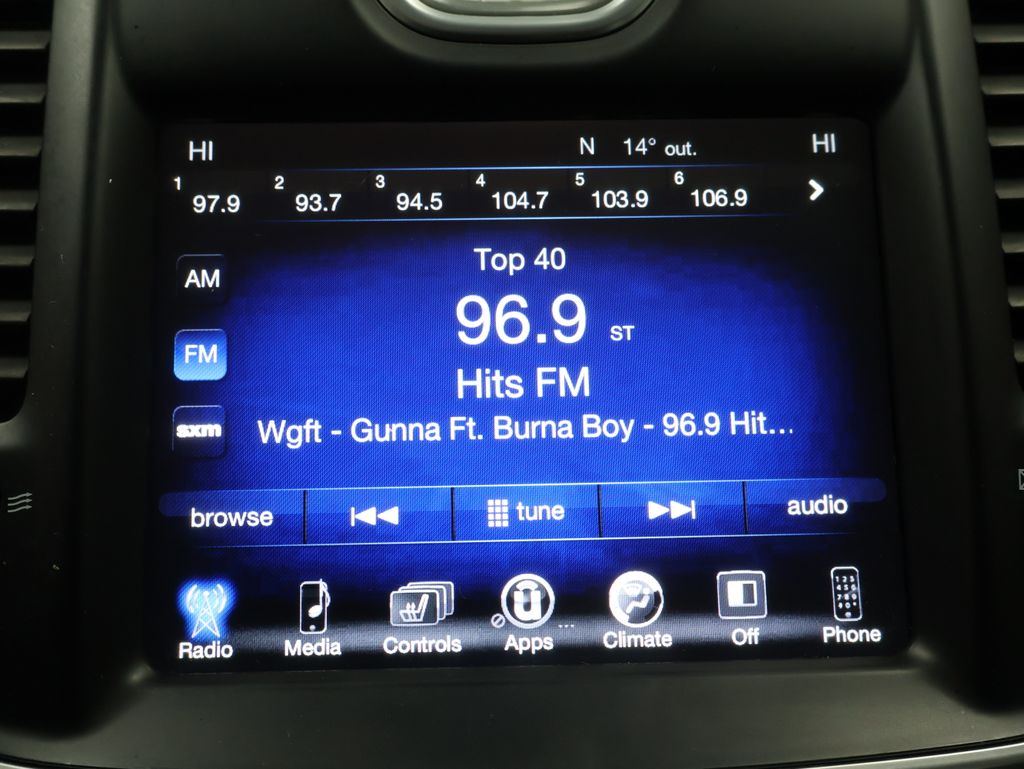 HI N 14° out. HI
1 97.9 2 93.7 3 94.5 4 104.7 5 103.9 6 106.9
Top 40
AM
96.9 ST
FM
Hits FM
sxm
Wgft - Gunna Ft. Burna Boy - 96.9 Hit...
browse tune audio
Radio Media Controls Apps Climate Off Phone